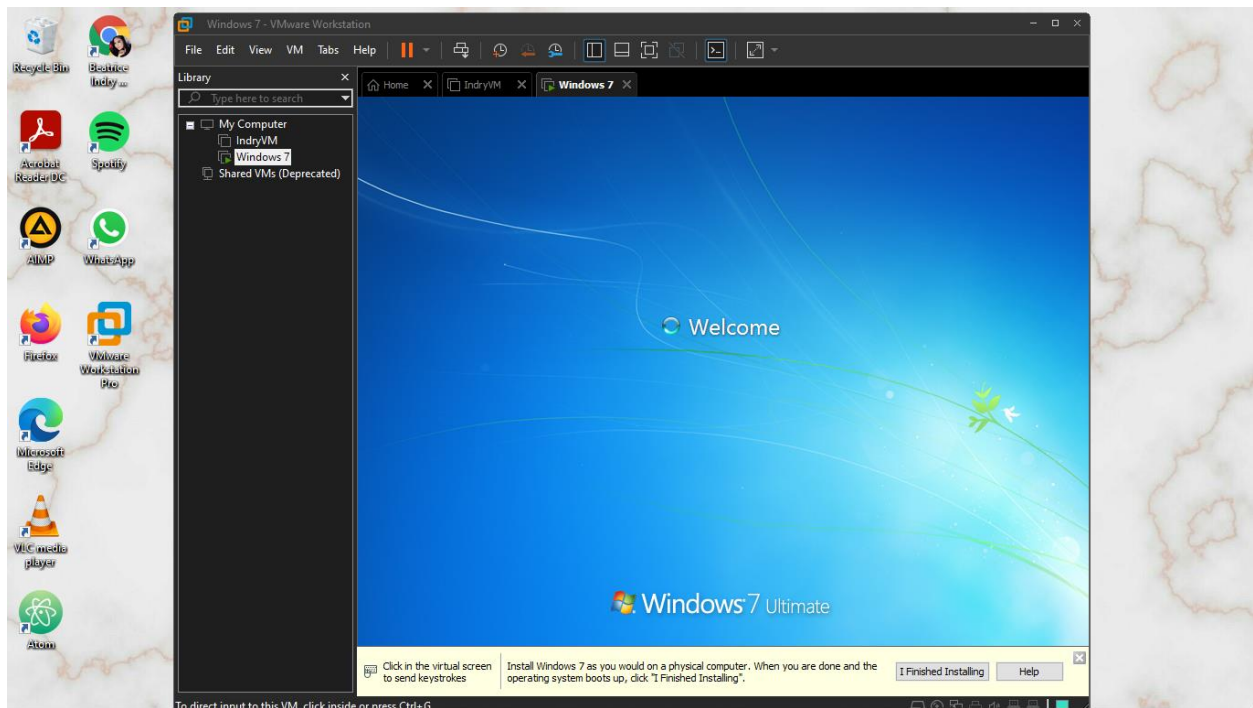 Windows 7 - VMware Workstation
File Edit View VM Tabs Help
Library
Type here to search
My Computer
IndryVM
Windows 7
Shared VMs (Deprecated)
Home
IndryVM
Windows 7
Welcome
Windows 7 Ultimate
Click in the virtual screen
to send keystrokes
Install Windows 7 as you would on a physical computer. When you are done and the
operating system boots up, click "I Finished Installing".
I Finished Installing
Help
To direct input to this VM, click inside or press Ctrl+G.
Recycle Bin
Beatrice
Indry ...
Acrobat
Reader DC
Spotify
AIMP
WhatsApp
Firefox
VMware
Workstation
Pro
Microsoft
Edge
VLC media
player
Atom